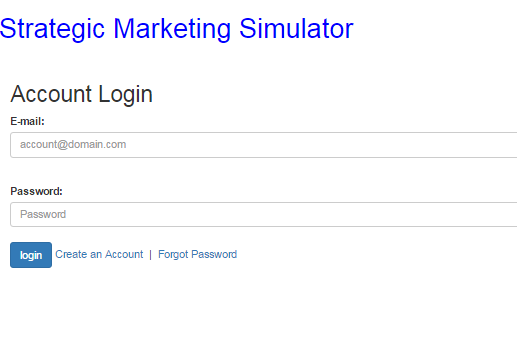 Strategic Marketing Simulator
Account Login
E-mail:
account@domain.com
Password:
Password
login Create an Account | Forgot Password